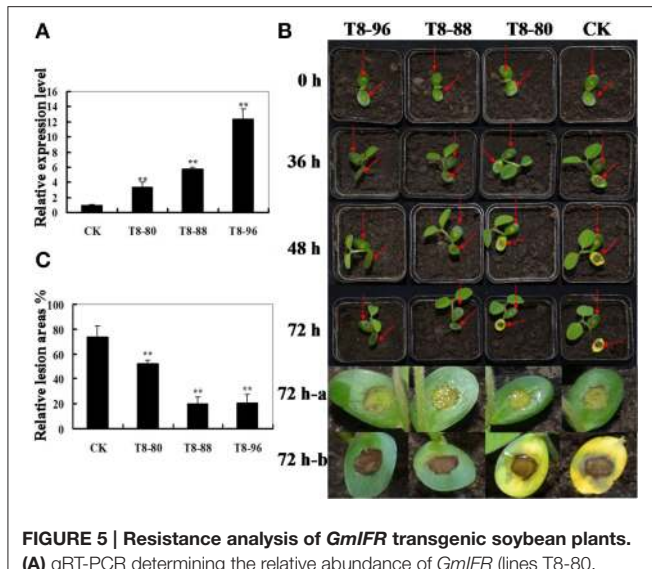 A
Relative expression level
16
14
12
10
8
6
4
2
0
**
**
**
CK T8-80 T8-88 T8-96
C
Relative lesion areas %
100
80
60
40
20
0
**
**
**
CK T8-80 T8-88 T8-96
B
T8-96 T8-88 T8-80 CK
0 h
36 h
48 h
72 h
72 h-a
72 h-b
FIGURE 5 | Resistance analysis of GmIFR transgenic soybean plants.
(A) qRT-PCR determining the relative abundance of GmIFR (lines T8-80,